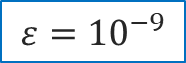 ε = 10⁻⁹